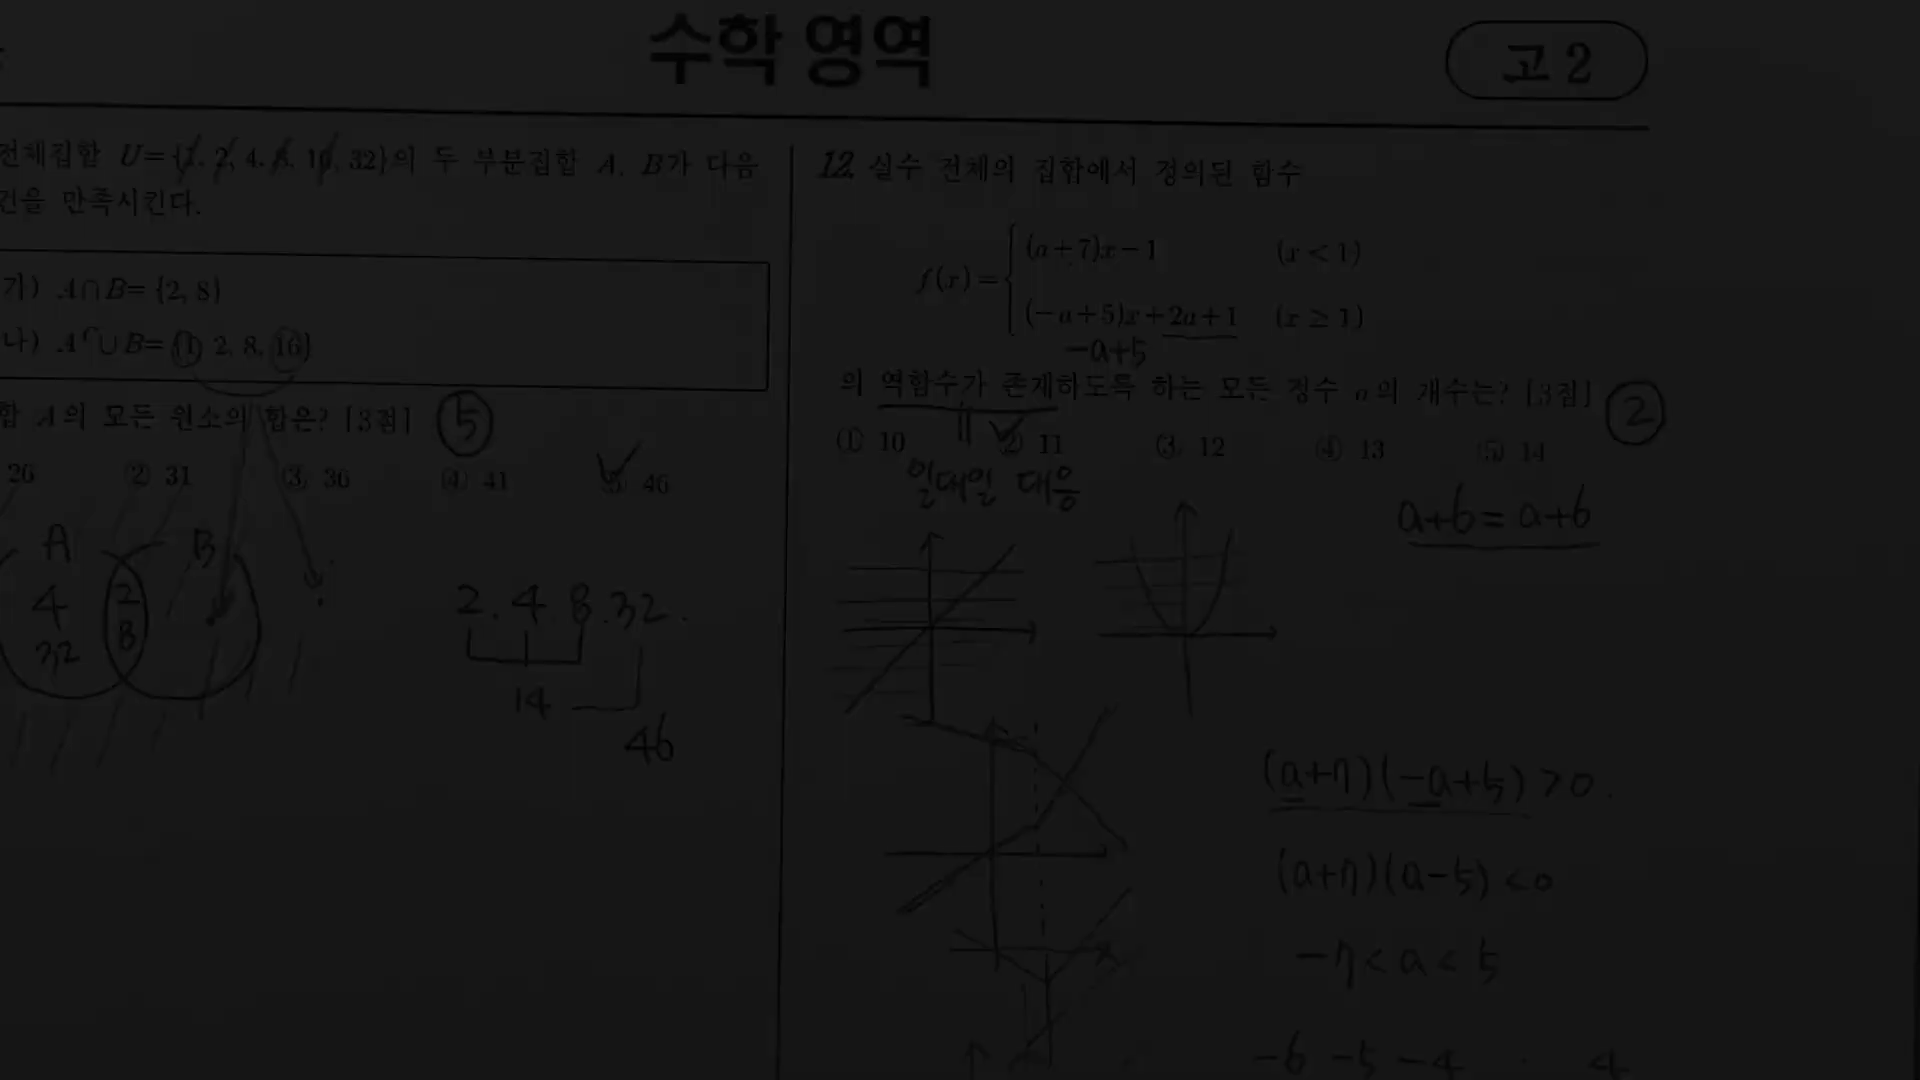 수학 영역
고 2
전체집합 U={1, 2, 4, 8, 16, 32}의 두 부분집합 A, B가 다음
건을 만족시킨다.
가) A∩B={2, 8}
나) Aᶜ∪B={1, 2, 8, 16}
합 A의 모든 원소의 합은? [3점] ⑤
26 ② 31 ③ 36 ④ 41 ⑤ 46
A B
4 2
32 8
2. 4 8. 32.
14
46
12. 실수 전체의 집합에서 정의된 함수
f(x)={ (a+7)x-1 (x<1)
(-a+5)x+2a+1 (x≥1)
-a+5
의 역함수가 존재하도록 하는 모든 정수 a의 개수는? [3점] ②
① 10 ② 11 ③ 12 ④ 13 ⑤ 14
일대일 대응
a+6=a+6
(a+7)(-a+5)>0.
(a+7)(a-5)<0
-7<a<5
-6 -5 -4 4